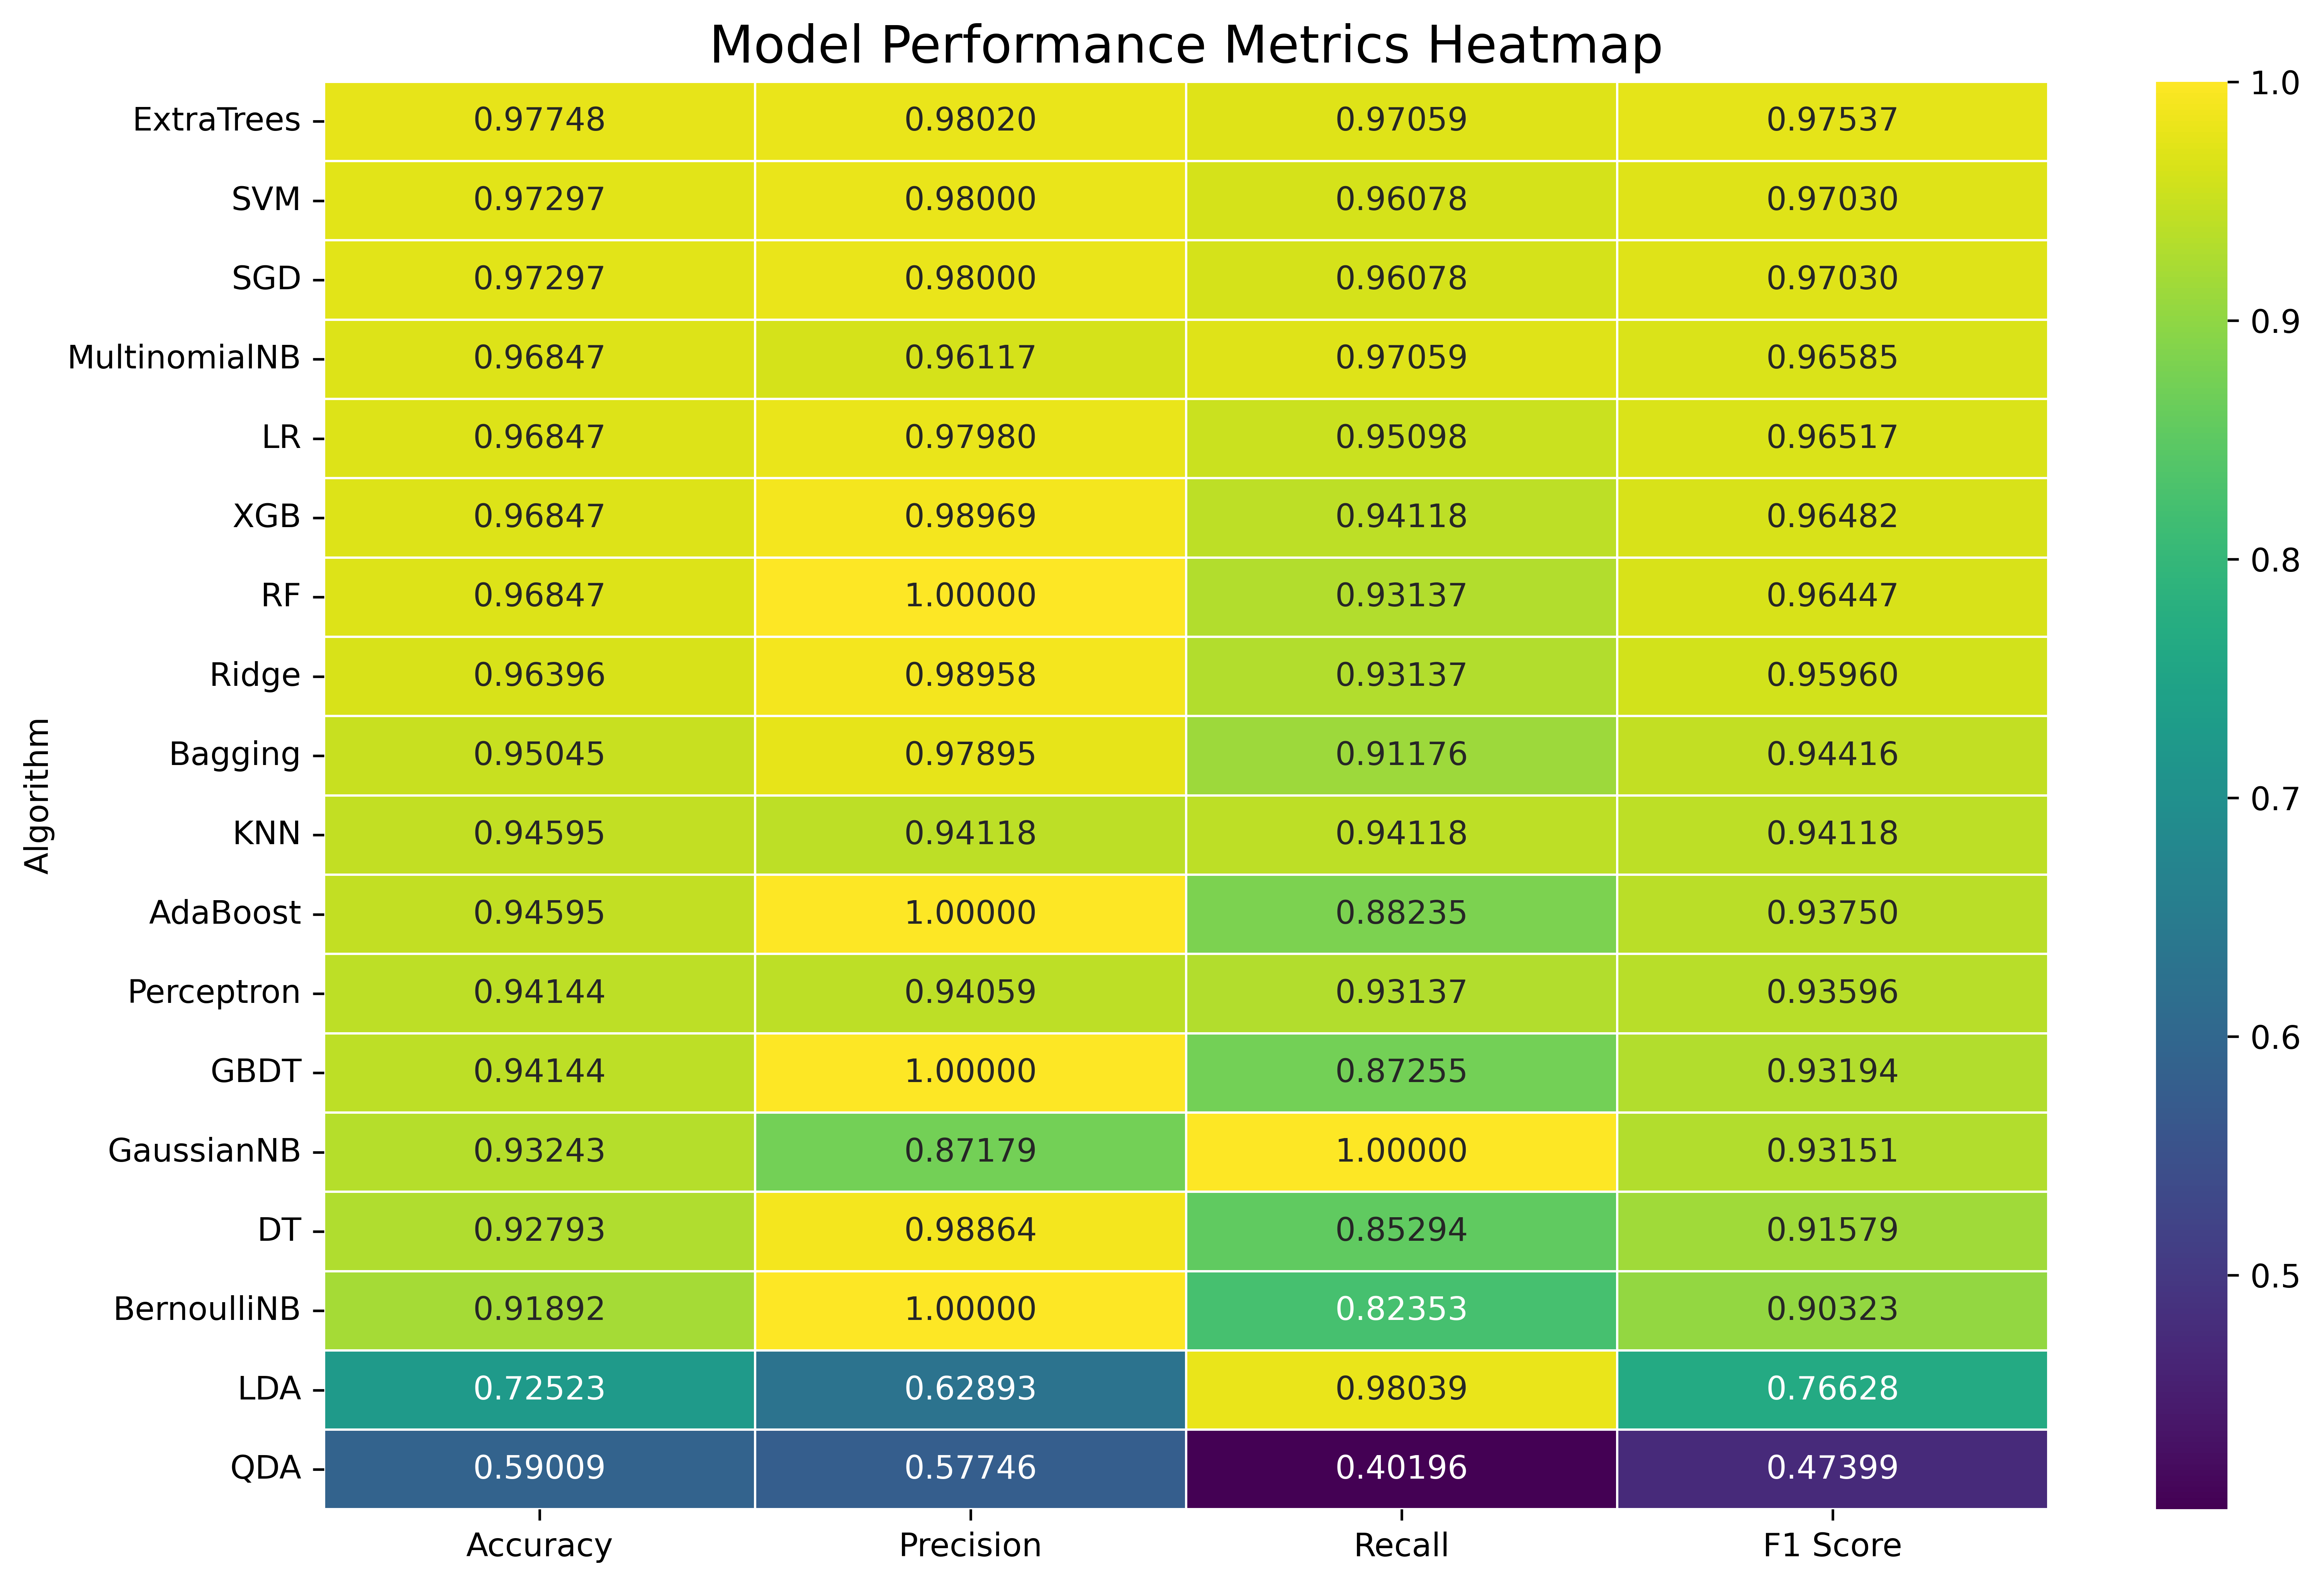 Model Performance Metrics Heatmap
ExtraTrees 0.97748 0.98020 0.97059 0.97537
SVM 0.97297 0.98000 0.96078 0.97030
SGD 0.97297 0.98000 0.96078 0.97030
MultinomialNB 0.96847 0.96117 0.97059 0.96585
LR 0.96847 0.97980 0.95098 0.96517
XGB 0.96847 0.98969 0.94118 0.96482
RF 0.96847 1.00000 0.93137 0.96447
Ridge 0.96396 0.98958 0.93137 0.95960
Bagging 0.95045 0.97895 0.91176 0.94416
KNN 0.94595 0.94118 0.94118 0.94118
AdaBoost 0.94595 1.00000 0.88235 0.93750
Perceptron 0.94144 0.94059 0.93137 0.93596
GBDT 0.94144 1.00000 0.87255 0.93194
GaussianNB 0.93243 0.87179 1.00000 0.93151
DT 0.92793 0.98864 0.85294 0.91579
BernoulliNB 0.91892 1.00000 0.82353 0.90323
LDA 0.72523 0.62893 0.98039 0.76628
QDA 0.59009 0.57746 0.40196 0.47399
Accuracy Precision Recall F1 Score
Algorithm
1.0
0.9
0.8
0.7
0.6
0.5